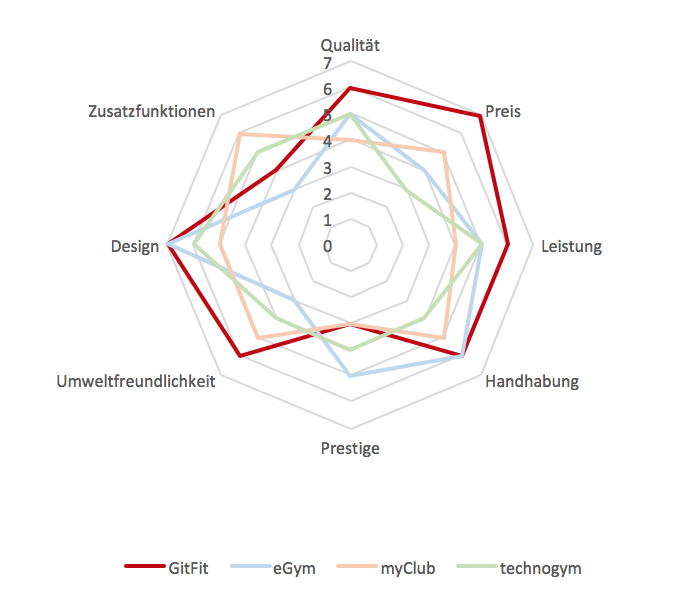 Qualität
7
Zusatzfunktionen
6
Preis
5
4
3
2
1
Design
0
Leistung
Umweltfreundlichkeit
Handhabung
Prestige
GitFit eGym myClub technogym